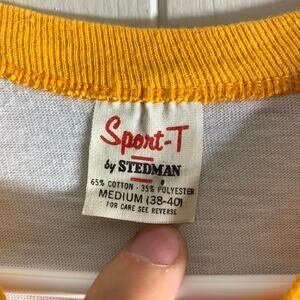 Sport-T
by STEDMAN
65% COTTON - 35% POLYESTER
MEDIUM (38-40)
FOR CARE SEE REVERSE